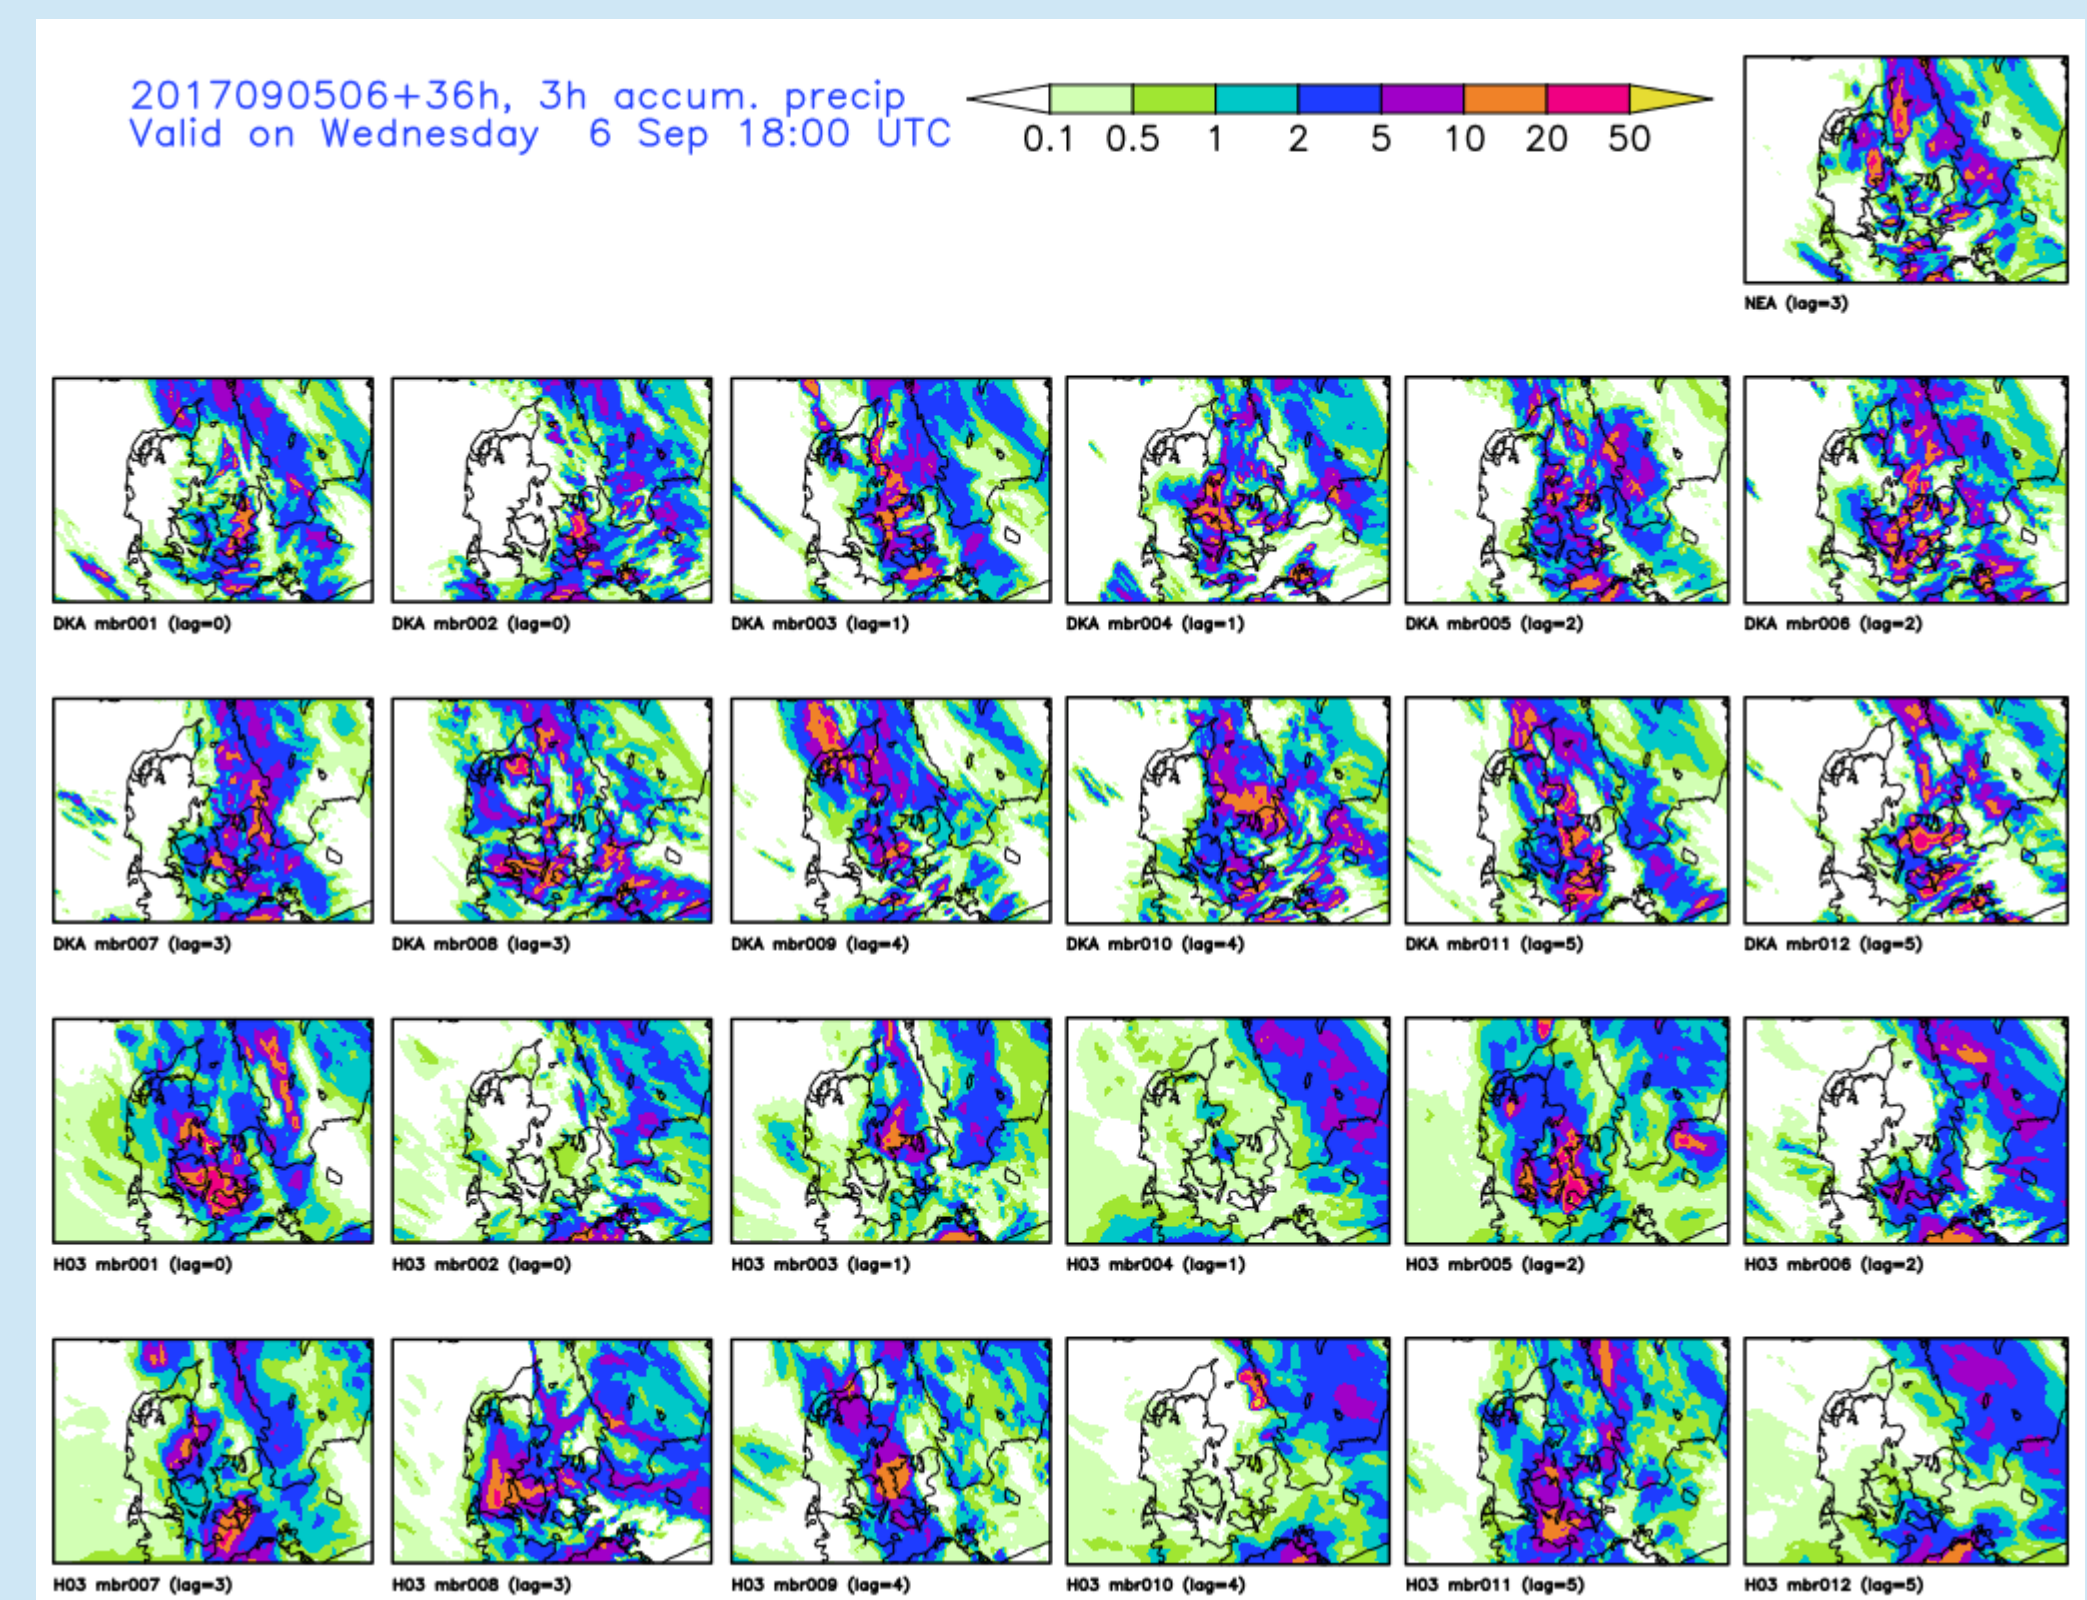 2017090506+36h, 3h accum. precip
Valid on Wednesday 6 Sep 18:00 UTC
0.1 0.5 1 2 5 10 20 50
NEA (lag=3)
DKA mbr001 (lag=0) DKA mbr002 (lag=0) DKA mbr003 (lag=1) DKA mbr004 (lag=1) DKA mbr005 (lag=2) DKA mbr006 (lag=2)
DKA mbr007 (lag=3) DKA mbr008 (lag=3) DKA mbr009 (lag=4) DKA mbr010 (lag=4) DKA mbr011 (lag=5) DKA mbr012 (lag=5)
H03 mbr001 (lag=0) H03 mbr002 (lag=0) H03 mbr003 (lag=1) H03 mbr004 (lag=1) H03 mbr005 (lag=2) H03 mbr006 (lag=2)
H03 mbr007 (lag=3) H03 mbr008 (lag=3) H03 mbr009 (lag=4) H03 mbr010 (lag=4) H03 mbr011 (lag=5) H03 mbr012 (lag=5)